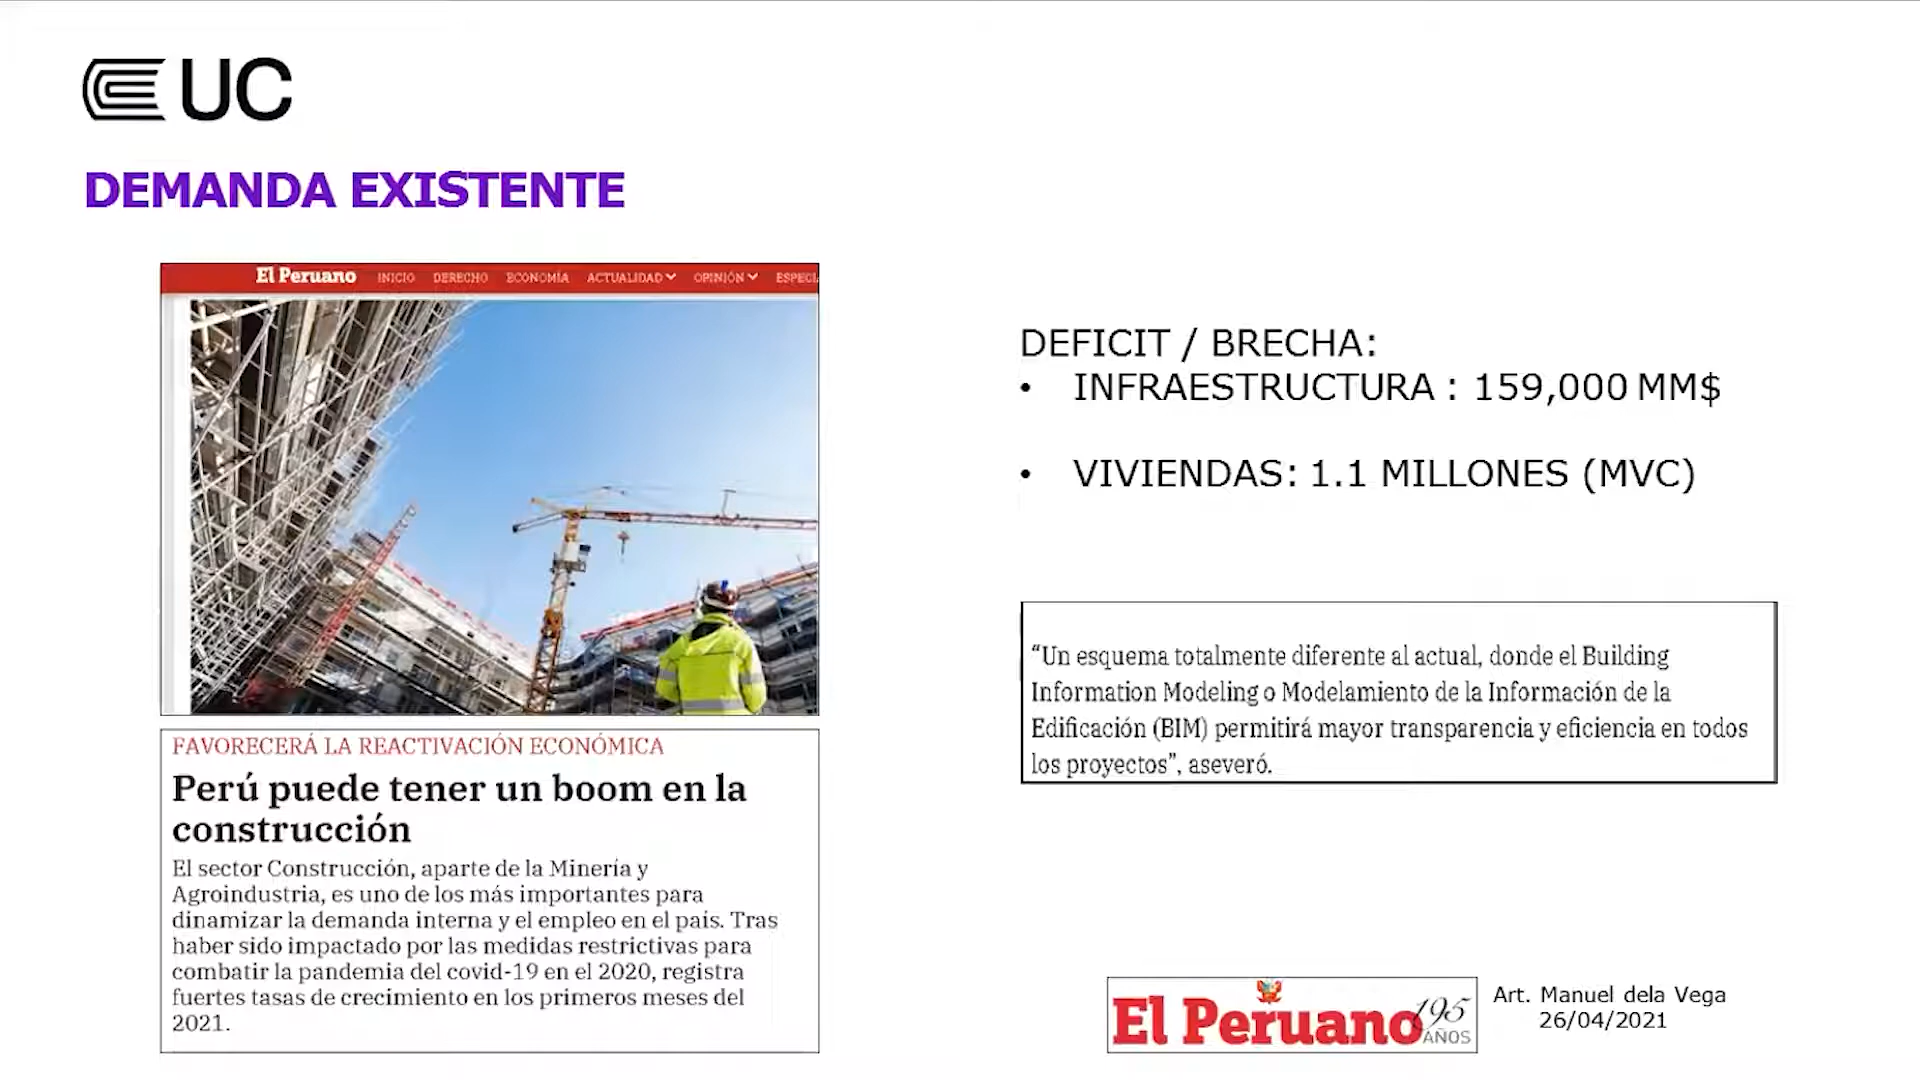 UC
DEMANDA EXISTENTE
El Peruano INICIO DERECHO ECONOMÍA ACTUALIDAD OPINIÓN
FAVORECERÁ LA REACTIVACIÓN ECONÓMICA
Perú puede tener un boom en la
construcción
El sector Construcción, aparte de la Minería y
Agroindustria, es uno de los más importantes para
dinamizar la demanda interna y el empleo en el país. Tras
haber sido impactado por las medidas restrictivas para
combatir la pandemia del covid-19 en el 2020, registra
fuertes tasas de crecimiento en los primeros meses del
2021.
DEFICIT / BRECHA:
• INFRAESTRUCTURA : 159,000 MM$
• VIVIENDAS: 1.1 MILLONES (MVC)
“Un esquema totalmente diferente al actual, donde el Building
Information Modeling o Modelamiento de la Información de la
Edificación (BIM) permitirá mayor transparencia y eficiencia en todos
los proyectos”, aseveró.
El Peruano 195 AÑOS
Art. Manuel dela Vega
26/04/2021